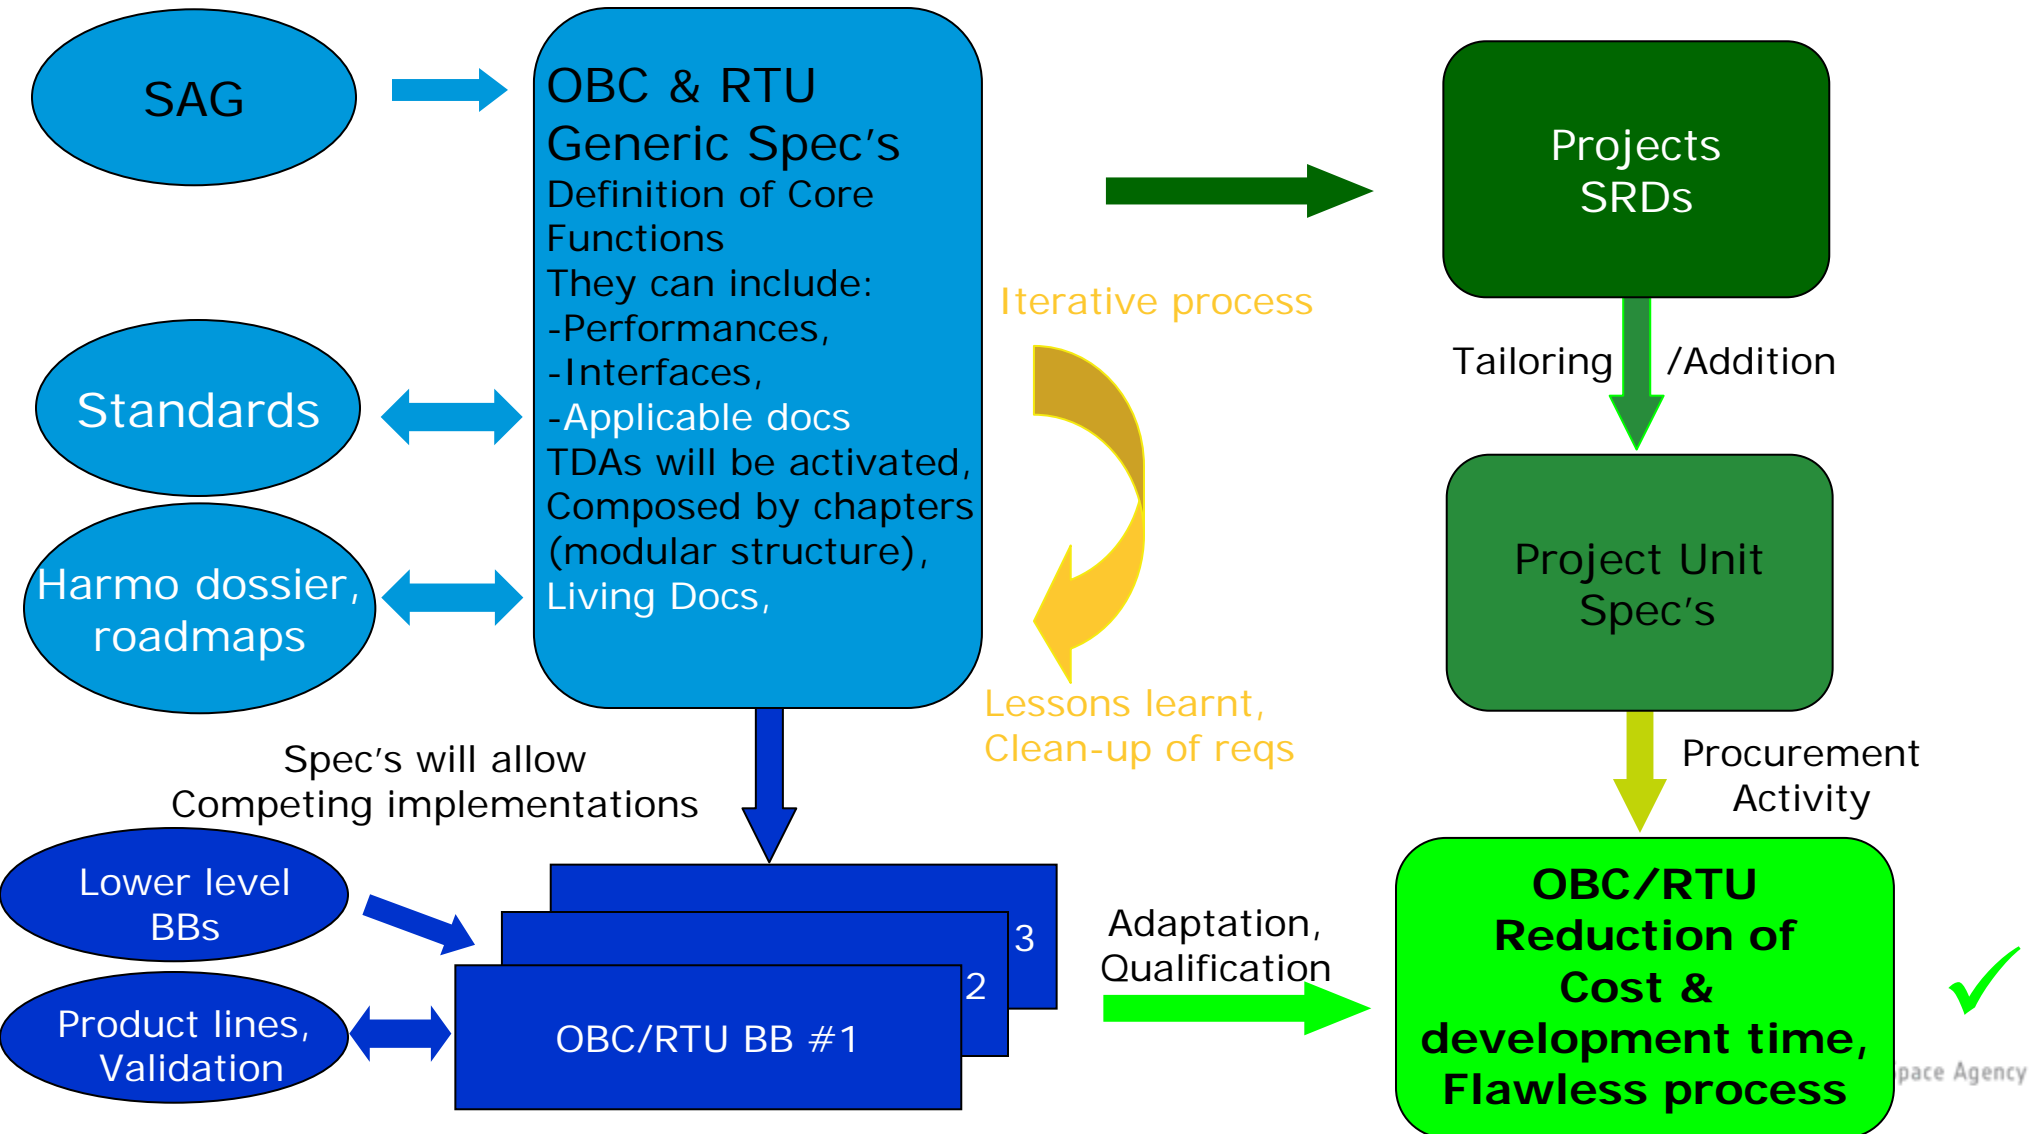 SAG
OBC & RTU
Generic Spec’s
Definition of Core
Functions
They can include:
-Performances,
-Interfaces,
-Applicable docs
TDAs will be activated,
Composed by chapters
(modular structure),
Living Docs,
Standards
Harmo dossier,
roadmaps
Projects
SRDs
Iterative process
Tailoring /Addition
Project Unit
Spec’s
Lessons learnt,
Clean-up of reqs
Spec’s will allow
Competing implementations
Procurement
Activity
Lower level
BBs
3
2
OBC/RTU BB #1
Product lines,
Validation
Adaptation,
Qualification
OBC/RTU
Reduction of
Cost &
development time,
Flawless process
pace Agency